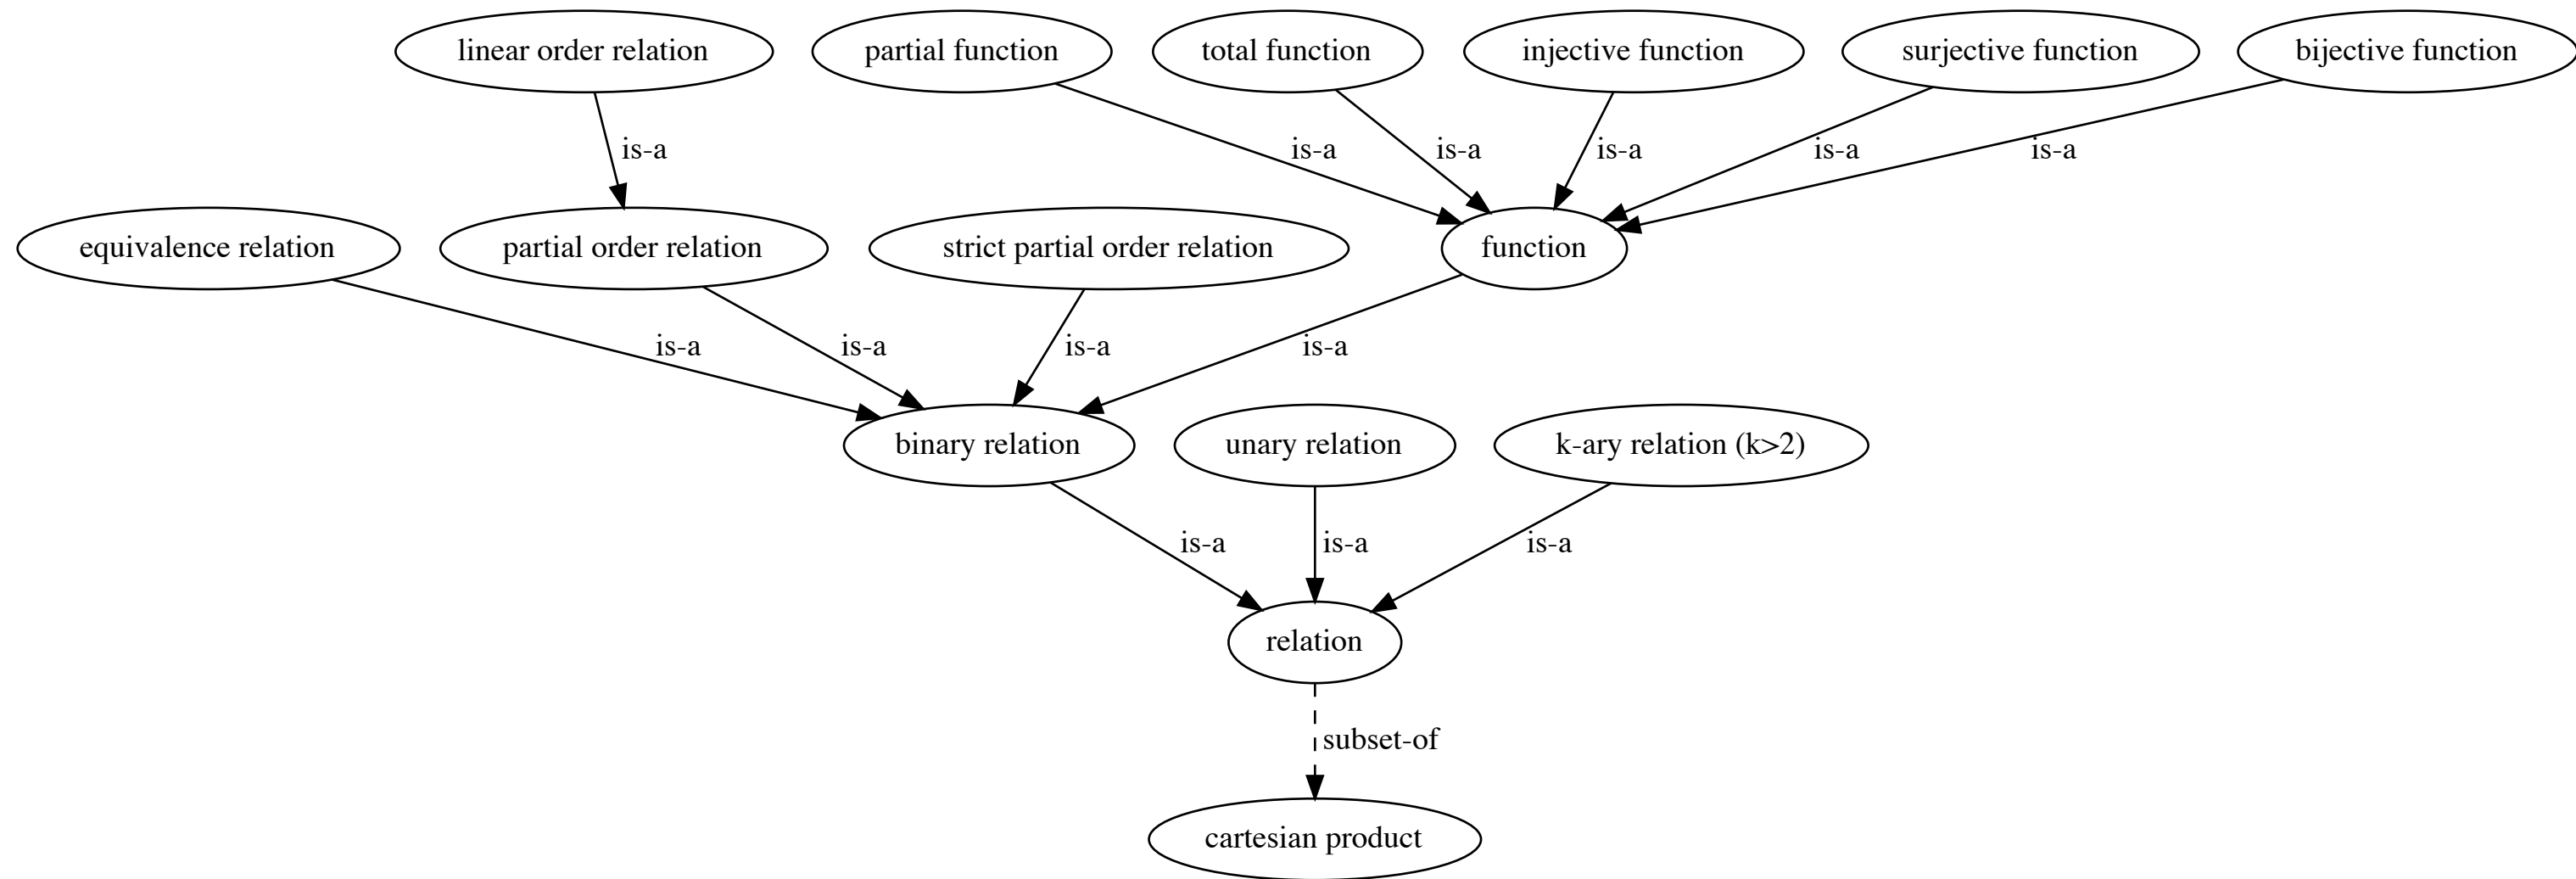 linear order relation
partial function
total function
injective function
surjective function
bijective function
is-a
is-a
is-a
is-a
is-a
is-a
equivalence relation
partial order relation
strict partial order relation
function
is-a
is-a
is-a
is-a
binary relation
unary relation
k-ary relation (k>2)
is-a
is-a
is-a
relation
subset-of
cartesian product